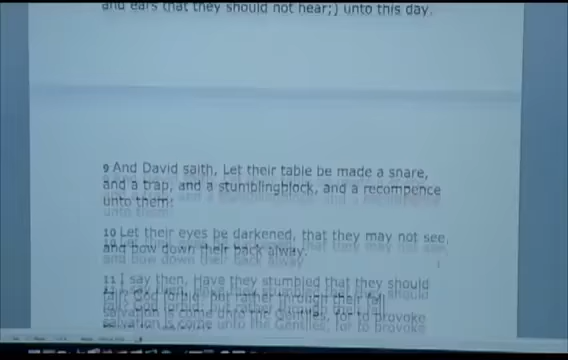 and ears that they should not hear;) unto this day.
9 And David saith, Let their table be made a snare,
and a trap, and a stumblingblock, and a recompence
unto them:
10 Let their eyes be darkened, that they may not see,
and bow down their back alway.
11 I say then, Have they stumbled that they should
fall? God forbid: but rather through their fall
salvation is come unto the Gentiles, for to provoke